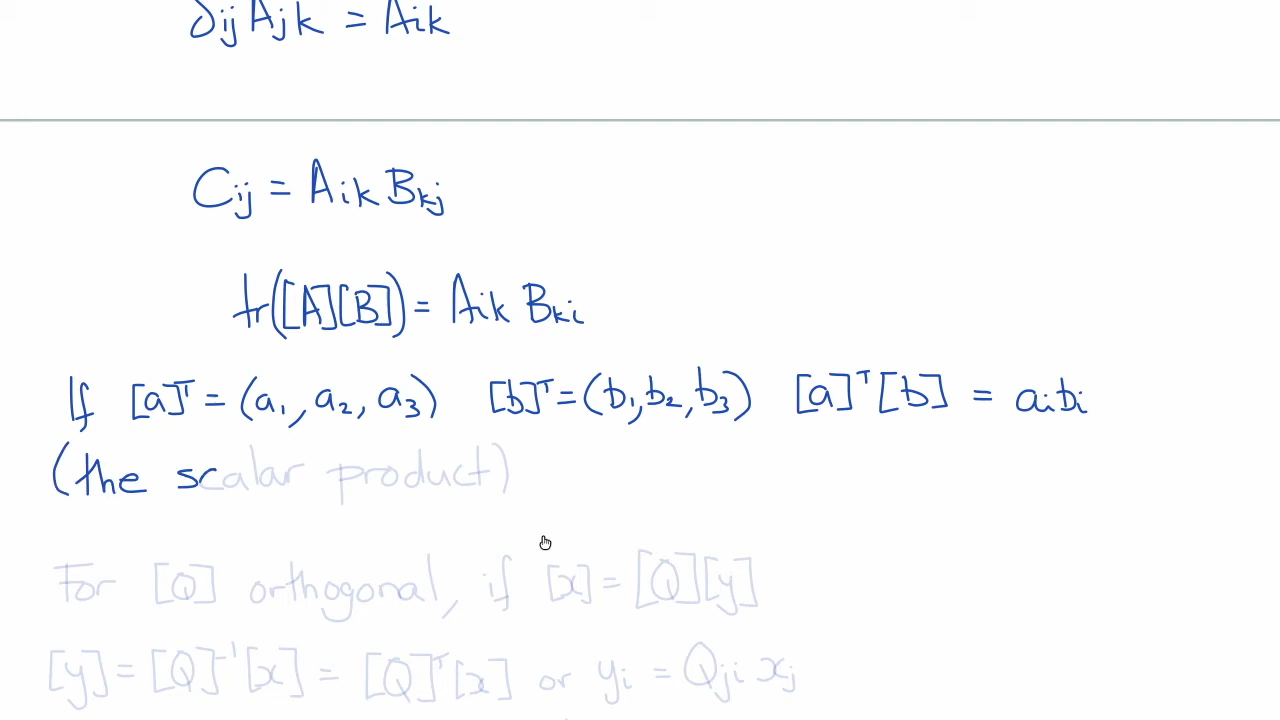 δij Ajk = Aik
Cij = Aik Bkj
tr([A][B]) = Aik Bki
If [a]ᵀ = (a₁, a₂, a₃) [b]ᵀ = (b₁, b₂, b₃) [a]ᵀ [b] = aᵢbᵢ
(the scalar product)
For [Q] orthogonal, if [x] = [Q][y]
[y] = [Q]⁻¹[x] = [Q]ᵀ[x] or yᵢ = Qji xj